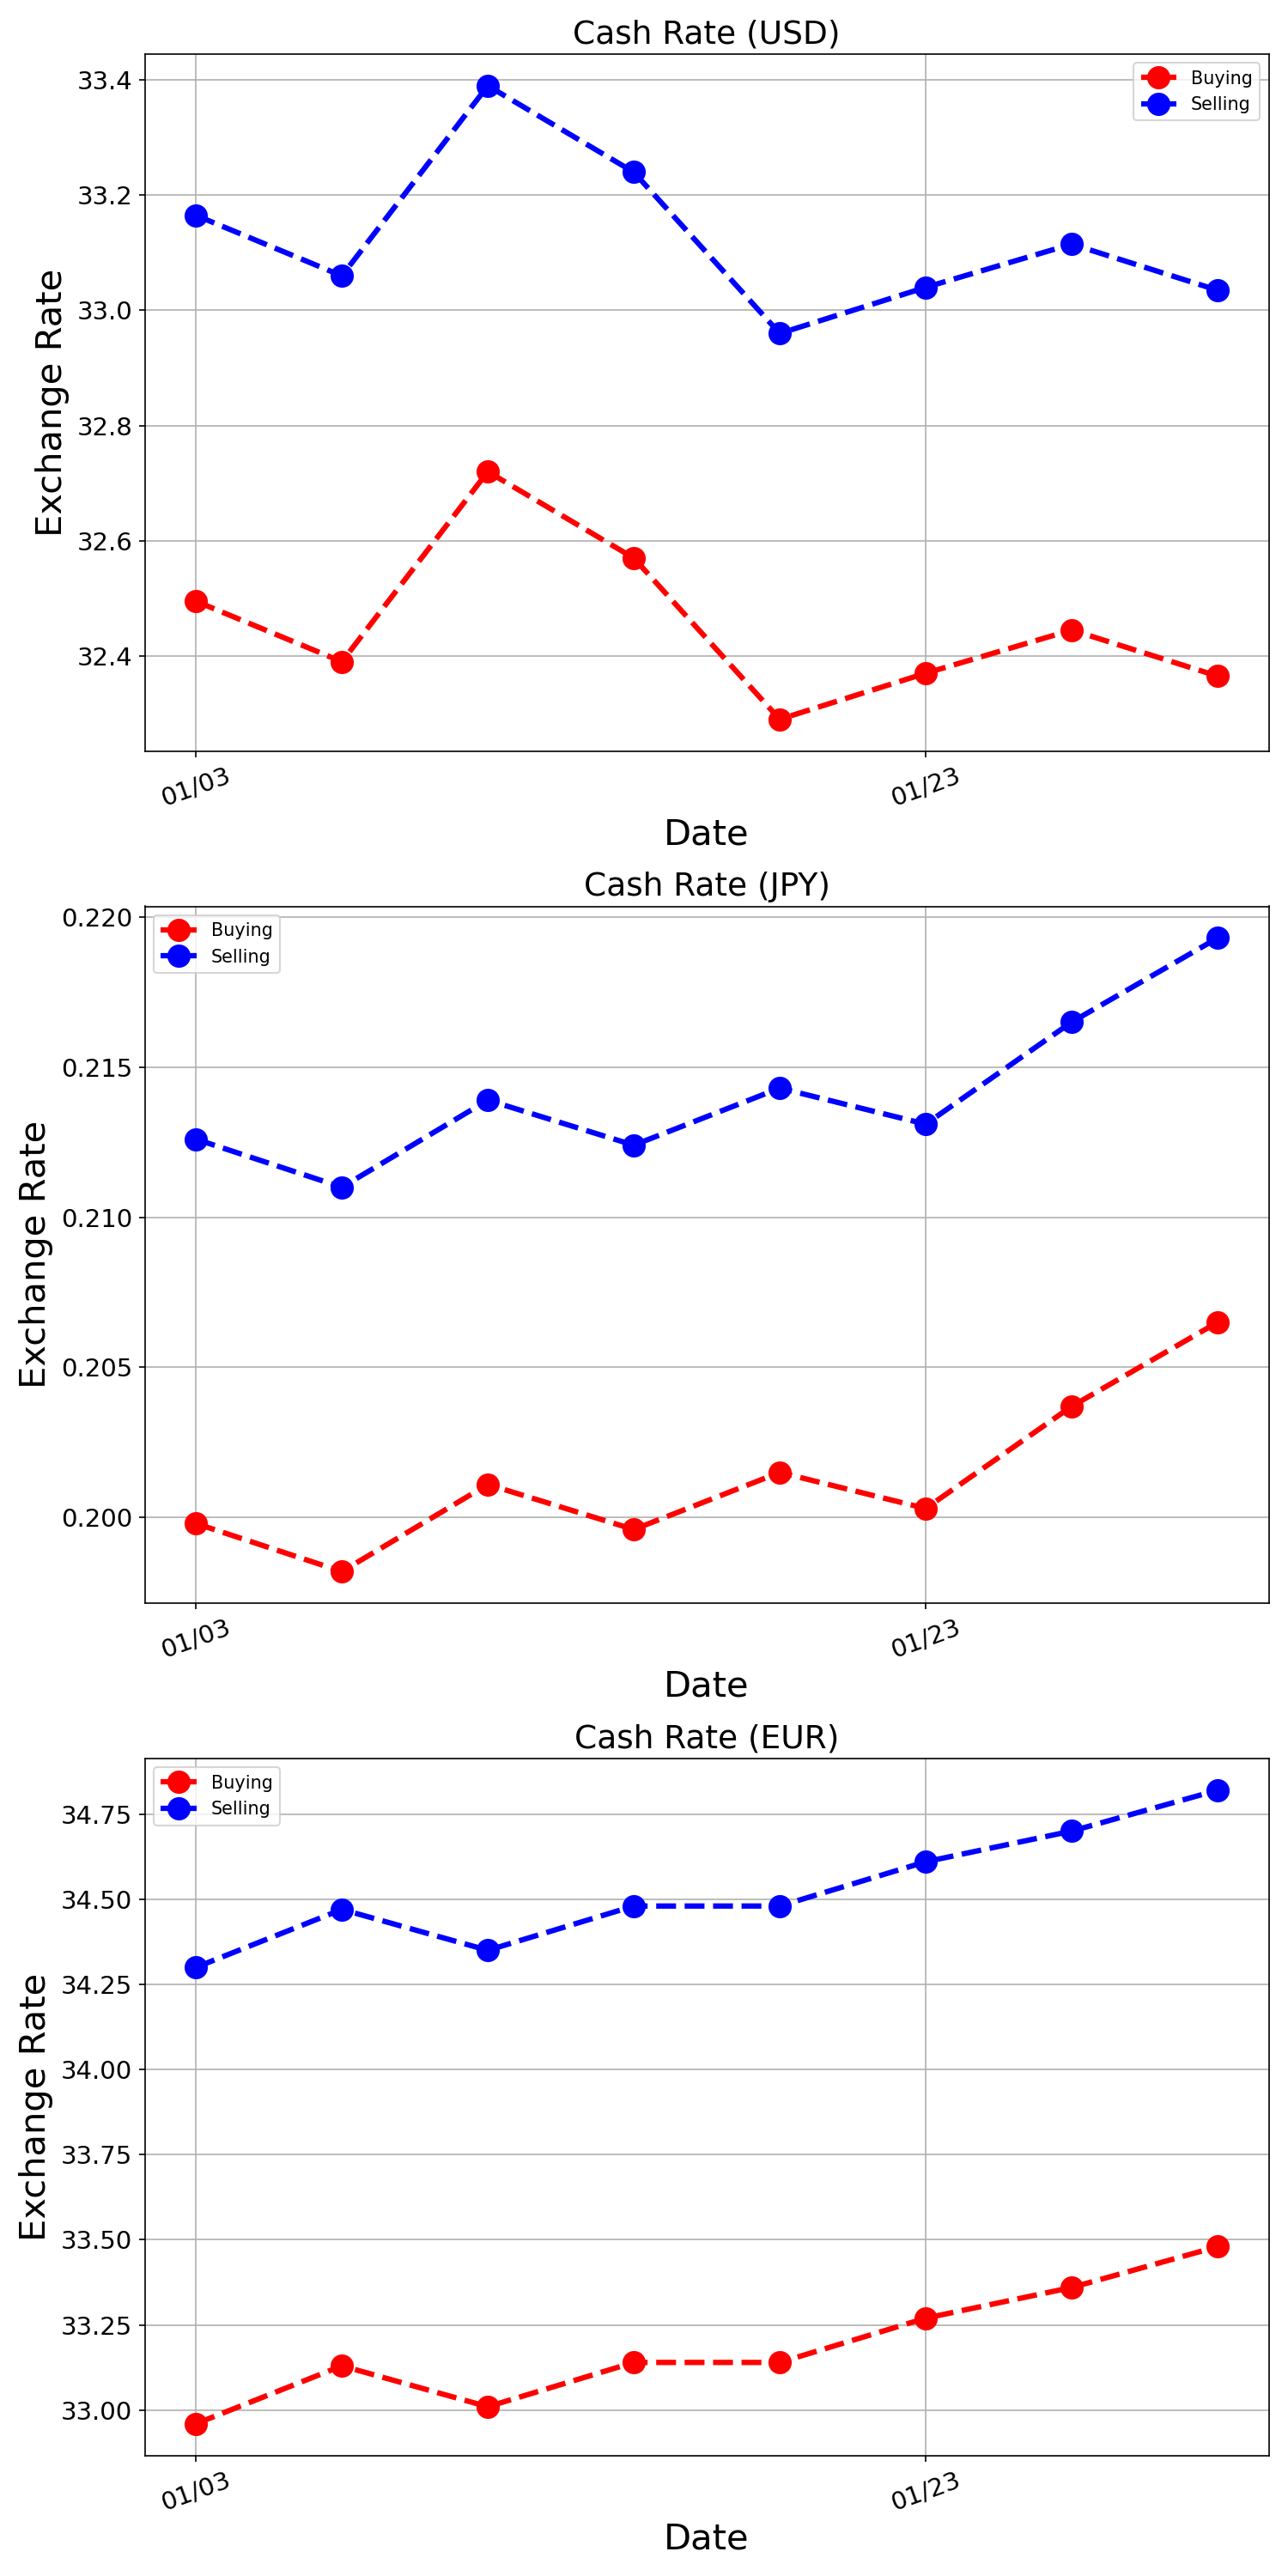 Cash Rate (USD)
33.4
33.2
33.0
32.8
32.6
32.4
Exchange Rate
Buying
Selling
01/03
01/23
Date
Cash Rate (JPY)
0.220
0.215
0.210
0.205
0.200
Exchange Rate
Buying
Selling
01/03
01/23
Date
Cash Rate (EUR)
34.75
34.50
34.25
34.00
33.75
33.50
33.25
33.00
Exchange Rate
Buying
Selling
01/03
01/23
Date